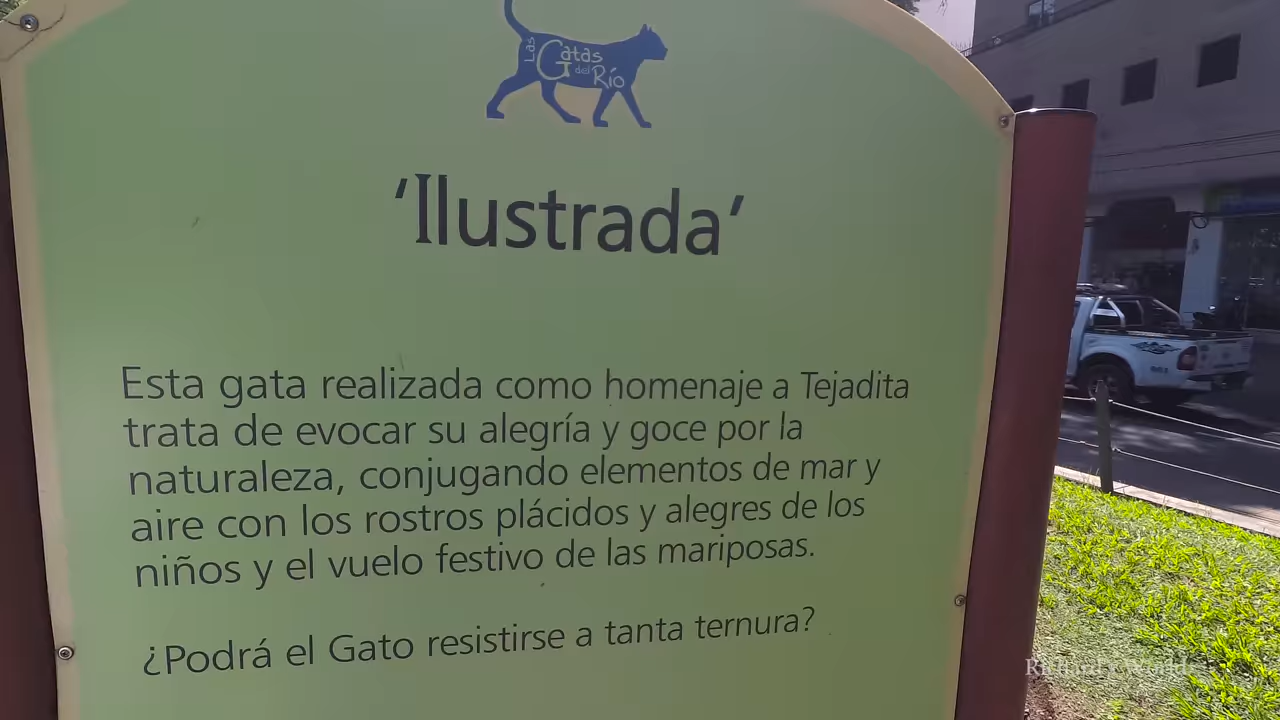 Las Gatas del Río
'Ilustrada'
Esta gata realizada como homenaje a Tejadita
trata de evocar su alegría y goce por la
naturaleza, conjugando elementos de mar y
aire con los rostros plácidos y alegres de los
niños y el vuelo festivo de las mariposas.
¿Podrá el Gato resistirse a tanta ternura?
Richard's World